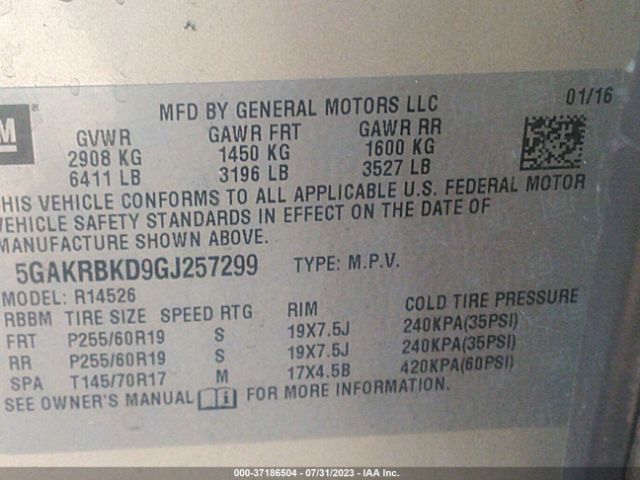 M ®
MFD BY GENERAL MOTORS LLC 01/16
GVWR GAWR FRT GAWR RR
2908 KG 1450 KG 1600 KG
6411 LB 3196 LB 3527 LB
HIS VEHICLE CONFORMS TO ALL APPLICABLE U.S. FEDERAL MOTOR
VEHICLE SAFETY STANDARDS IN EFFECT ON THE DATE OF
MANUFACTURE SHOWN ABOVE.
5GAKRBKD9GJ257299 TYPE: M.P.V.
MODEL: R14526
RBBM TIRE SIZE SPEED RTG RIM COLD TIRE PRESSURE
FRT P255/60R19 S 19X7.5J 240KPA(35PSI)
RR P255/60R19 S 19X7.5J 240KPA(35PSI)
SPA T145/70R17 M 17X4.5B 420KPA(60PSI)
SEE OWNER'S MANUAL FOR MORE INFORMATION.
000-37186504 - 07/31/2023 - IAA Inc.